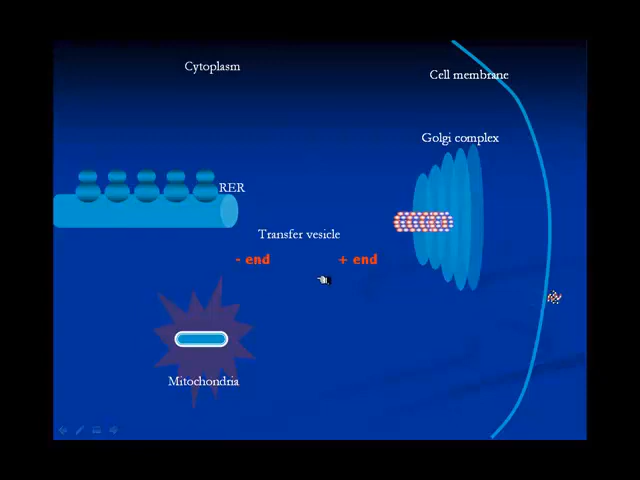 Cytoplasm
Cell membrane
Golgi complex
RER
Transfer vesicle
- end
+ end
Mitochondria